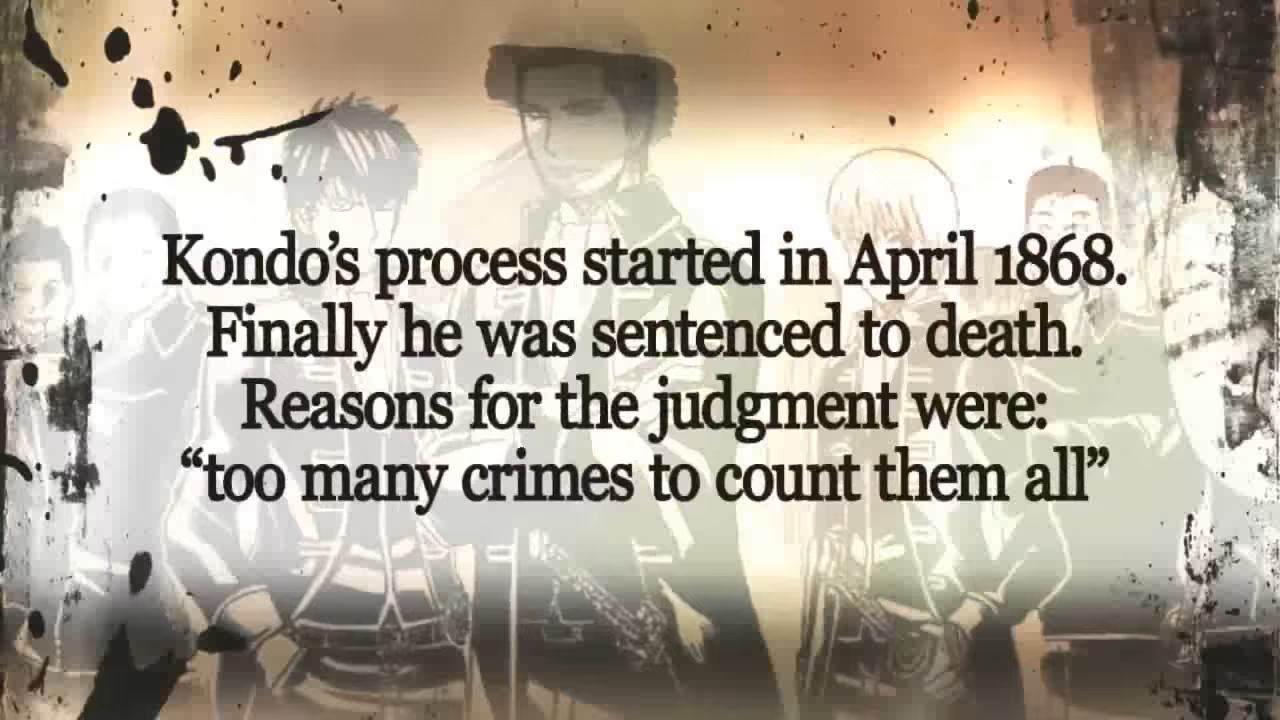 Kondo’s process started in April 1868.
Finally he was sentenced to death.
Reasons for the judgment were:
“too many crimes to count them all”